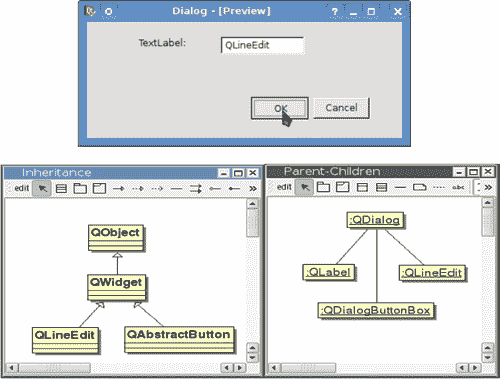 Dialog - [Preview]
TextLabel:
QLineEdit
OK
Cancel
Inheritance
edit
QObject
QWidget
QLineEdit
QAbstractButton
Parent-Children
edit
abc
:QDialog
:QLabel
:QLineEdit
:QDialogButtonBox